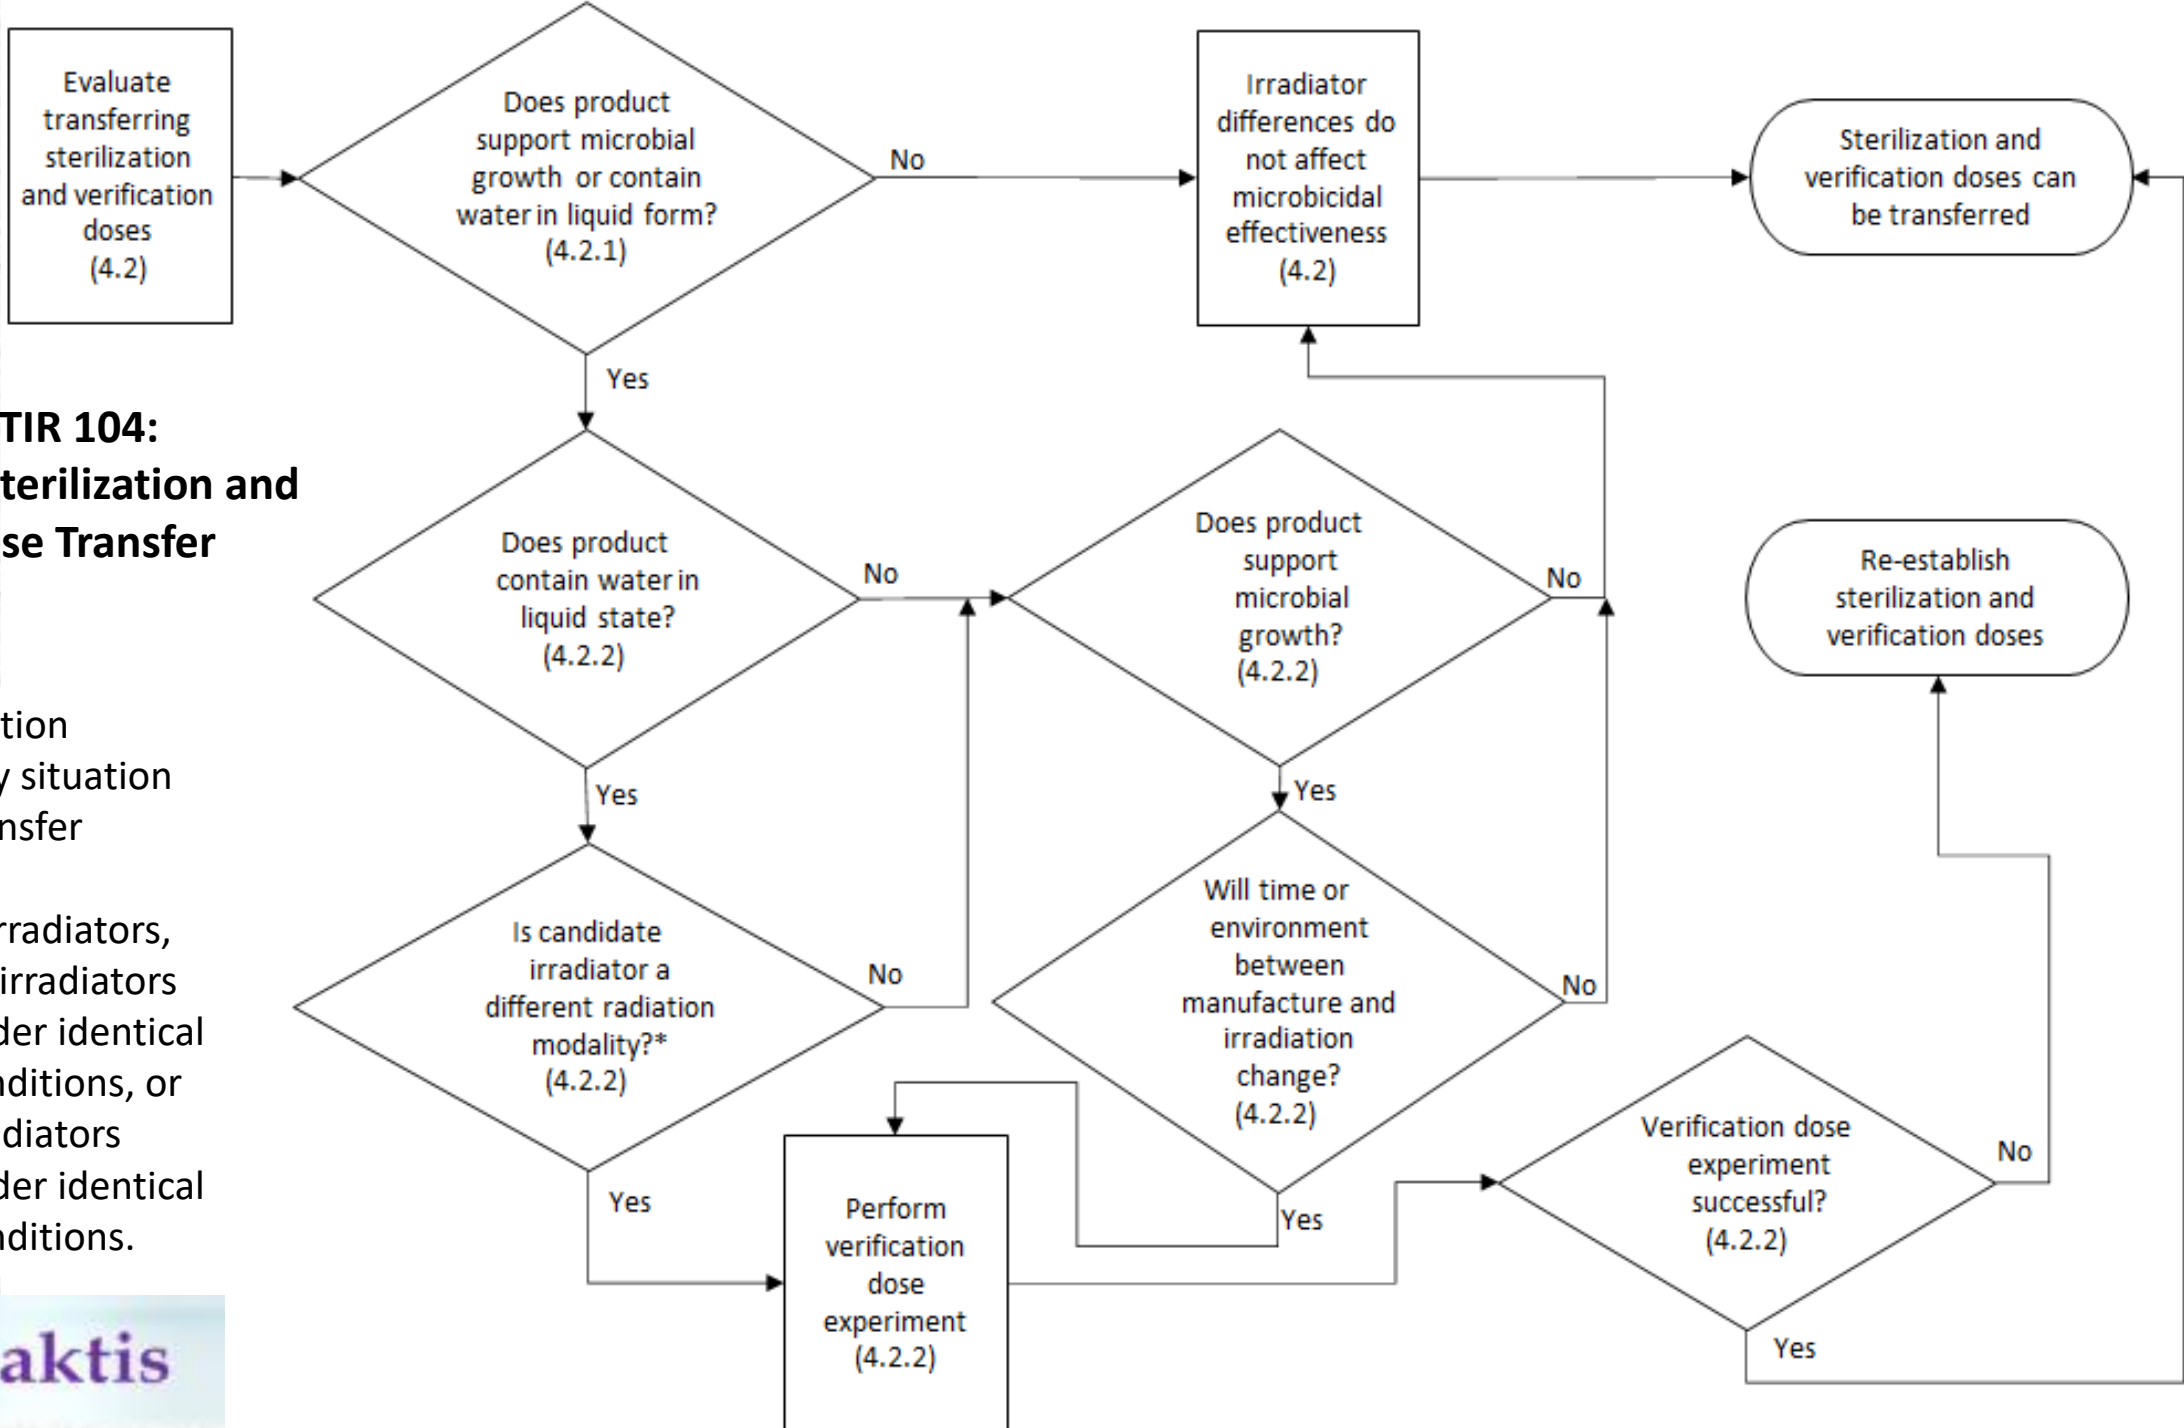 Evaluate
transferring
sterilization
and verification
doses
(4.2)
Does product
support microbial
growth or contain
water in liquid form?
(4.2.1)
No
Irradiator
differences do
not affect
microbicidal
effectiveness
(4.2)
Sterilization and
verification doses can
be transferred
Yes
TIR 104:
terilization and
se Transfer
Does product
contain water in
liquid state?
(4.2.2)
No
Does product
support
microbial
growth?
(4.2.2)
No
Re-establish
sterilization and
verification doses
tion
y situation
nsfer
Yes
Yes
rradiators,
irradiators
der identical
nditions, or
diators
der identical
nditions.
Is candidate
irradiator a
different radiation
modality?*
(4.2.2)
No
Will time or
environment
between
manufacture and
irradiation
change?
(4.2.2)
No
Yes
Perform
verification
dose
experiment
(4.2.2)
Yes
Verification dose
experiment
successful?
(4.2.2)
No
Yes
aktis